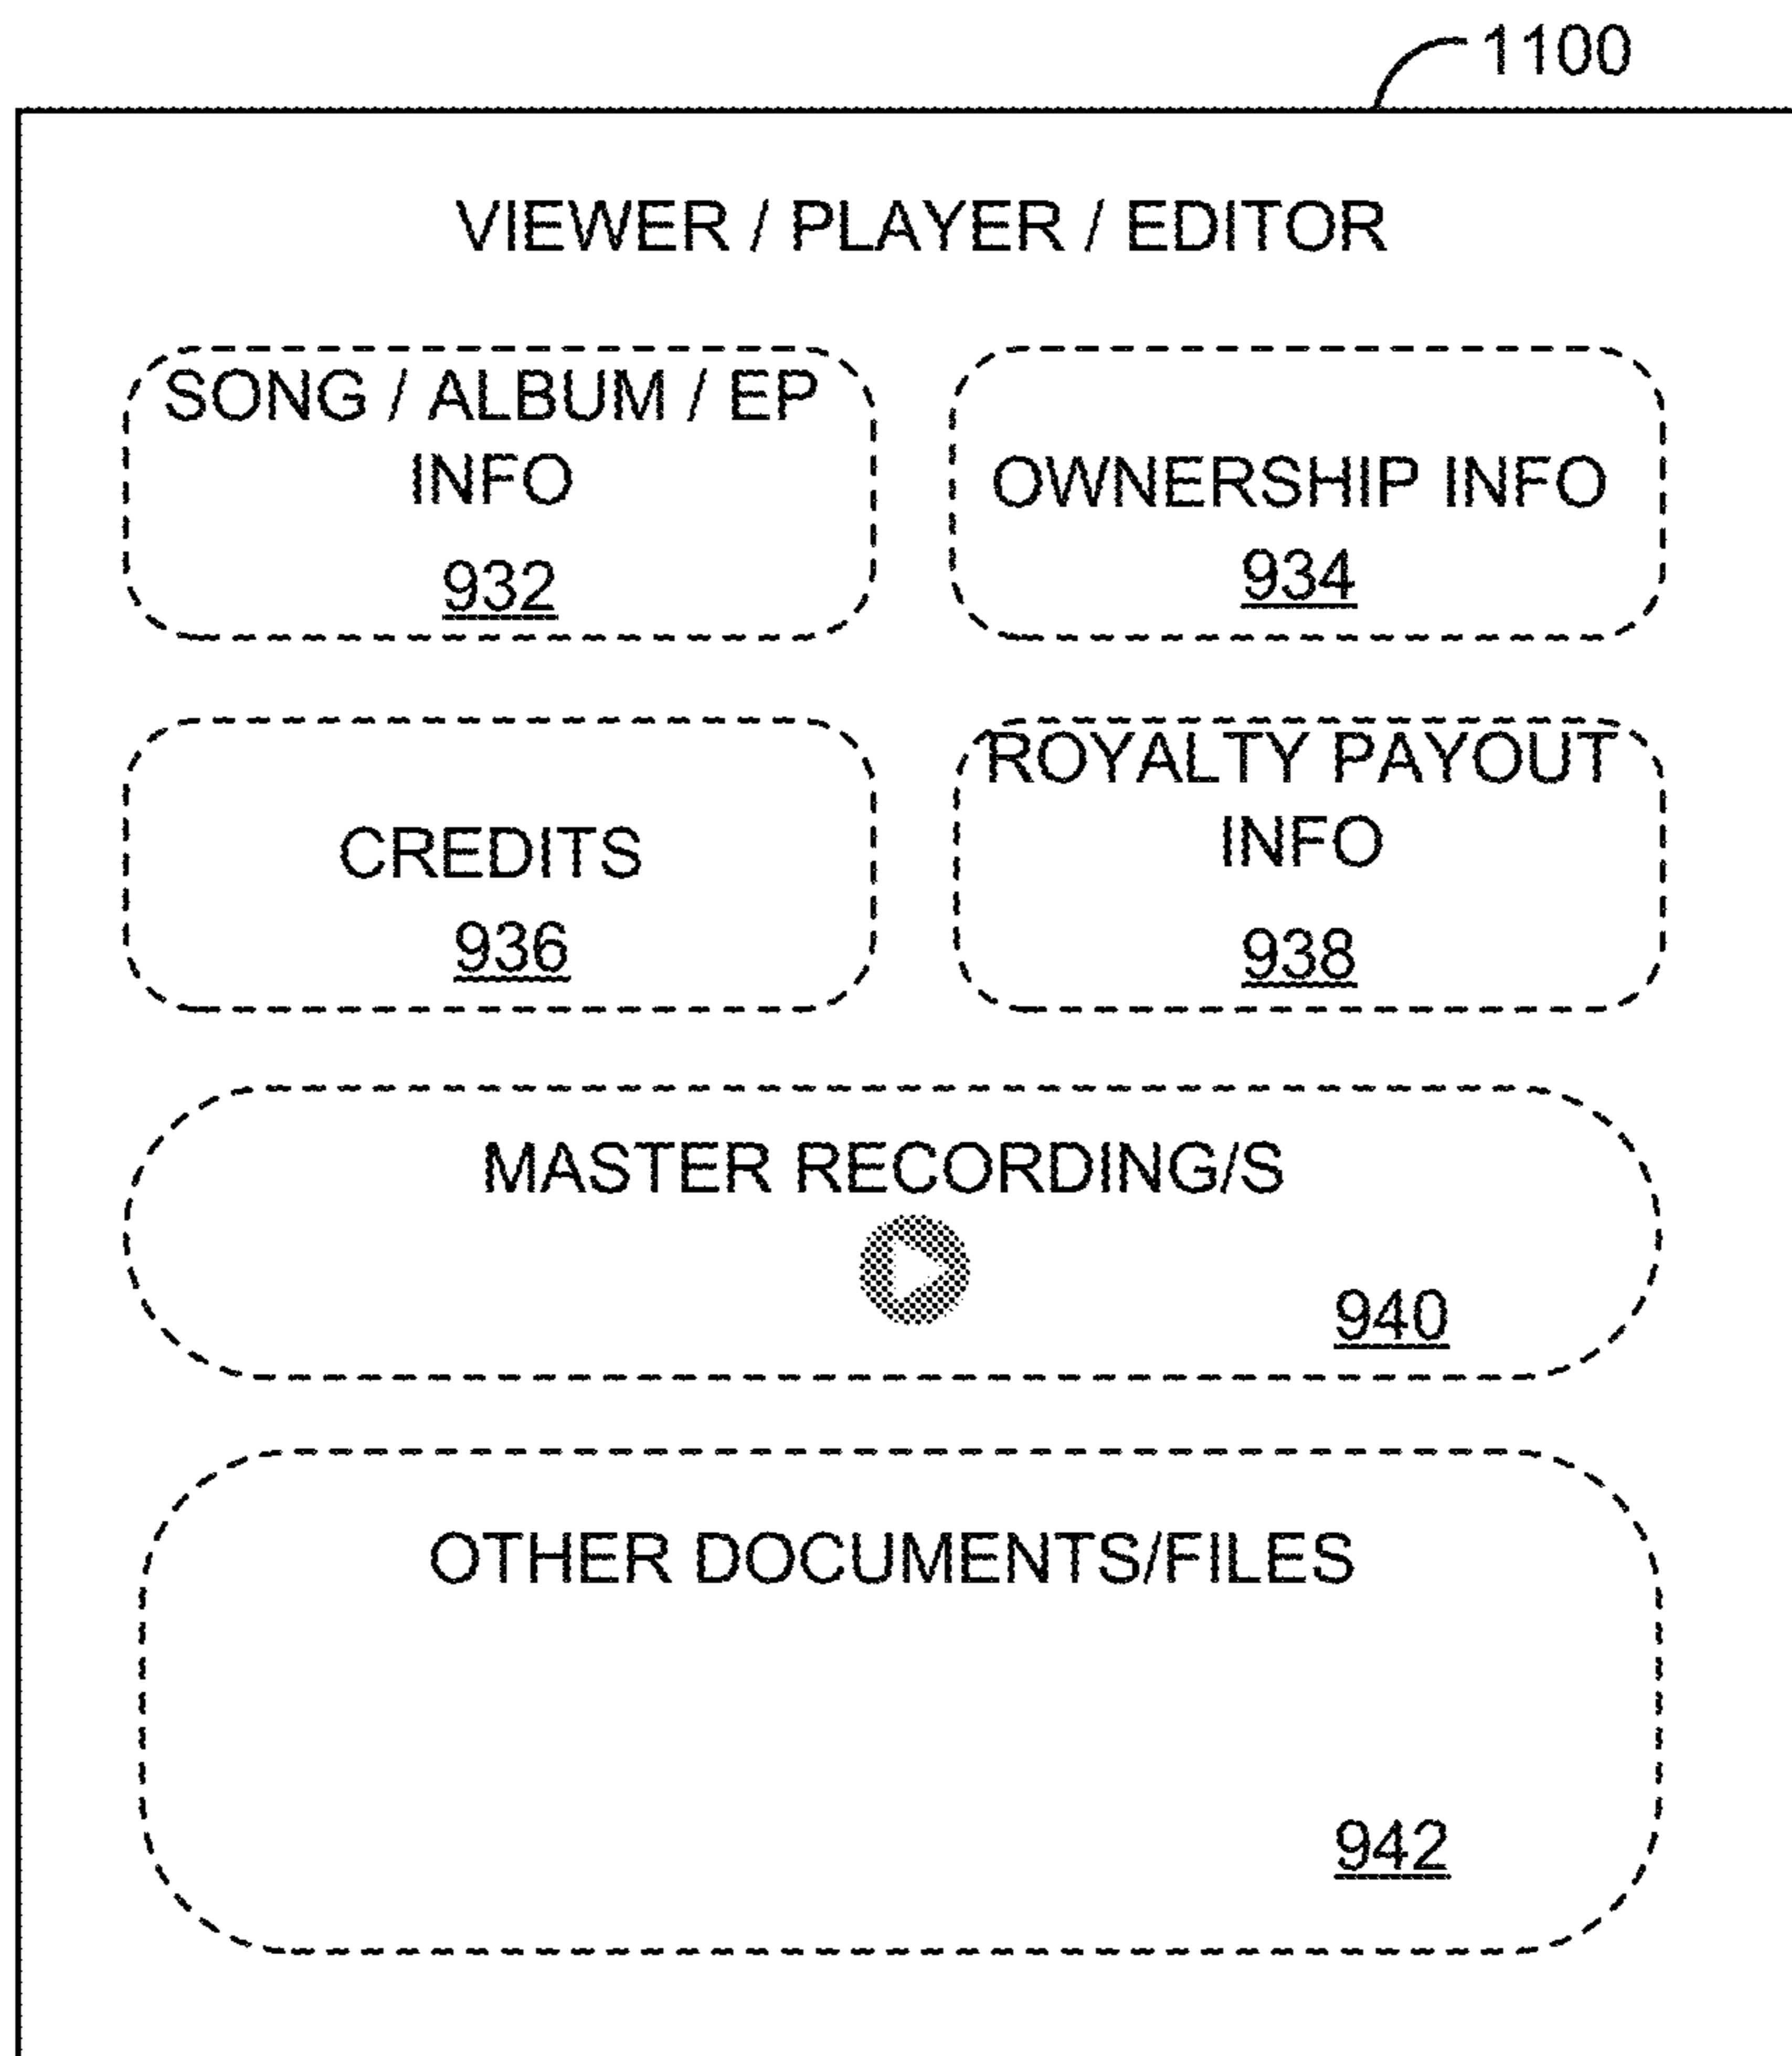 1100
VIEWER / PLAYER / EDITOR
SONG / ALBUM / EP
INFO
932
OWNERSHIP INFO
934
CREDITS
936
ROYALTY PAYOUT
INFO
938
MASTER RECORDING/S
940
OTHER DOCUMENTS/FILES
942